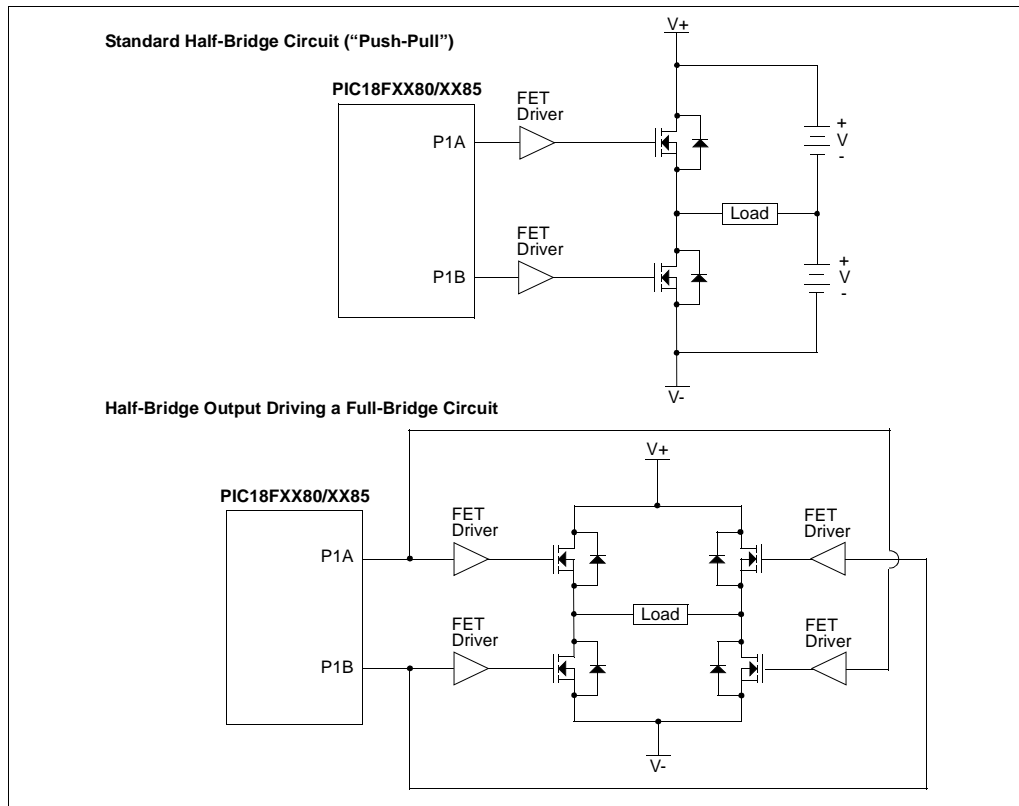 Standard Half-Bridge Circuit (“Push-Pull”)
V+
PIC18FXX80/XX85
FET
Driver
P1A
+
V
-
Load
FET
Driver
P1B
+
V
-
V-
Half-Bridge Output Driving a Full-Bridge Circuit
V+
PIC18FXX80/XX85
FET
Driver
FET
Driver
P1A
Load
FET
Driver
FET
Driver
P1B
V-